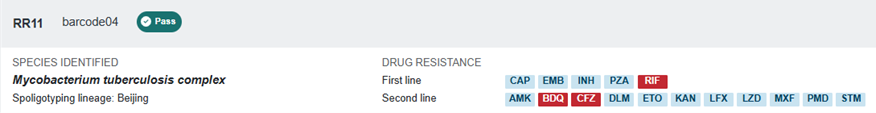 RR11 barcode04 Pass
SPECIES IDENTIFIED DRUG RESISTANCE
Mycobacterium tuberculosis complex First line CAP EMB INH PZA RIF
Spoligotyping lineage: Beijing Second line AMK BDQ CFZ DLM ETO KAN LFX LZD MXF PMD STM